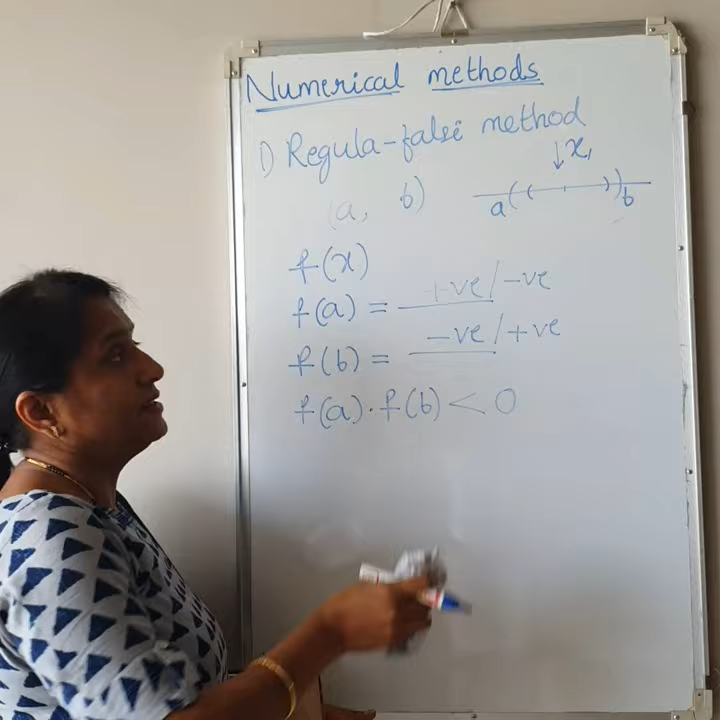 Numerical methods
1) Regula-falsi method
↓ x₁
(a, b)
a ( ( ) ) b
f(x)
f(a) = +ve / -ve
f(b) = -ve / +ve
f(a) · f(b) < 0